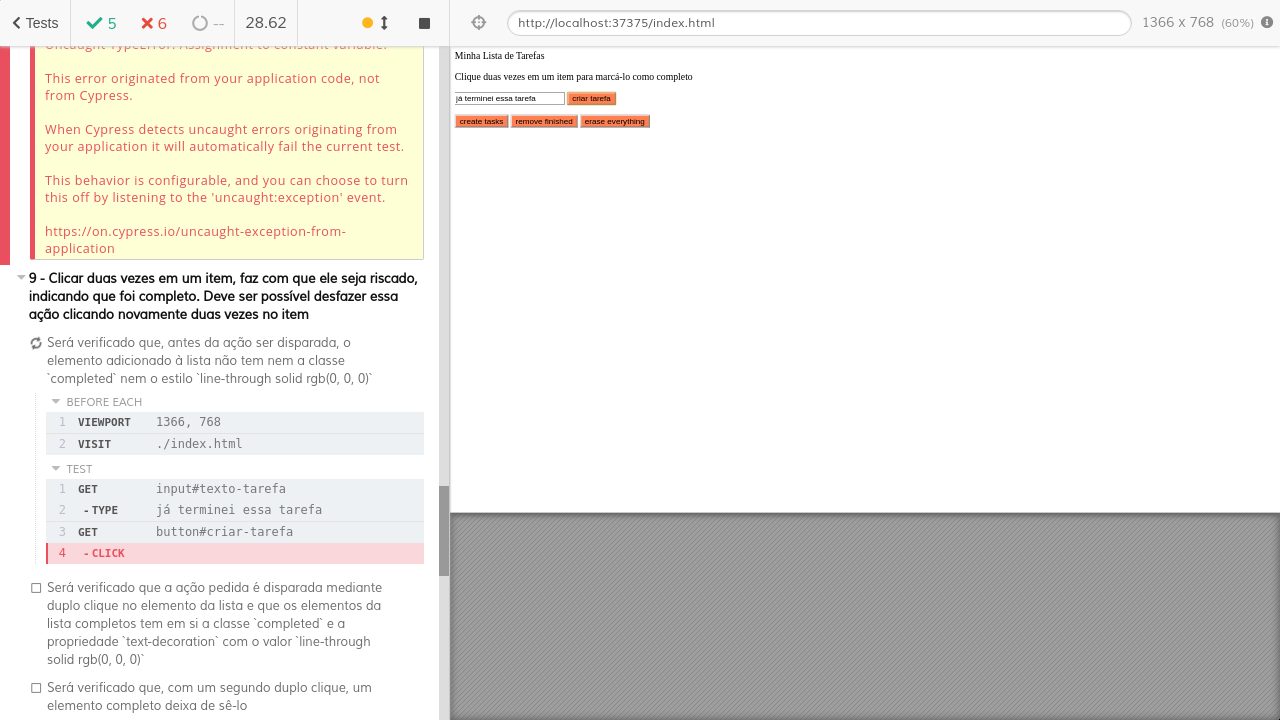 Tests
5
6
--
28.62
http://localhost:37375/index.html
1366 x 768 (60%)
Uncaught TypeError: Assignment to constant variable.
This error originated from your application code, not
from Cypress.
When Cypress detects uncaught errors originating from
your application it will automatically fail the current test.
This behavior is configurable, and you can choose to turn
this off by listening to the 'uncaught:exception' event.
https://on.cypress.io/uncaught-exception-from-
application
9 - Clicar duas vezes em um item, faz com que ele seja riscado,
indicando que foi completo. Deve ser possível desfazer essa
ação clicando novamente duas vezes no item
Será verificado que, antes da ação ser disparada, o
elemento adicionado à lista não tem nem a classe
`completed` nem o estilo `line-through solid rgb(0, 0, 0)`
BEFORE EACH
1 VIEWPORT 1366, 768
2 VISIT ./index.html
TEST
1 GET input#texto-tarefa
2 -TYPE já terminei essa tarefa
3 GET button#criar-tarefa
4 -CLICK
Será verificado que a ação pedida é disparada mediante
duplo clique no elemento da lista e que os elementos da
lista completos tem em si a classe `completed` e a
propriedade `text-decoration` com o valor `line-through
solid rgb(0, 0, 0)`
Será verificado que, com um segundo duplo clique, um
elemento completo deixa de sê-lo
Minha Lista de Tarefas
Clique duas vezes em um item para marcá-lo como completo
já terminei essa tarefa criar tarefa
create tasks remove finished erase everything